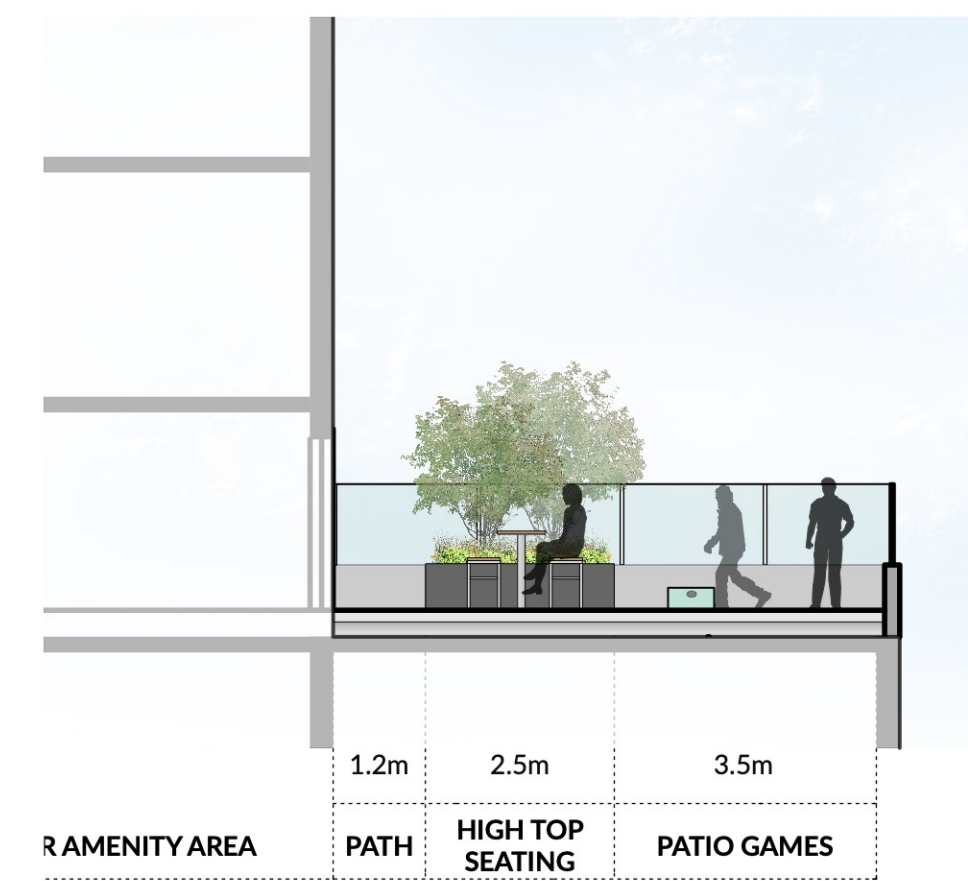 1.2m
2.5m
3.5m
R AMENITY AREA
PATH
HIGH TOP
SEATING
PATIO GAMES